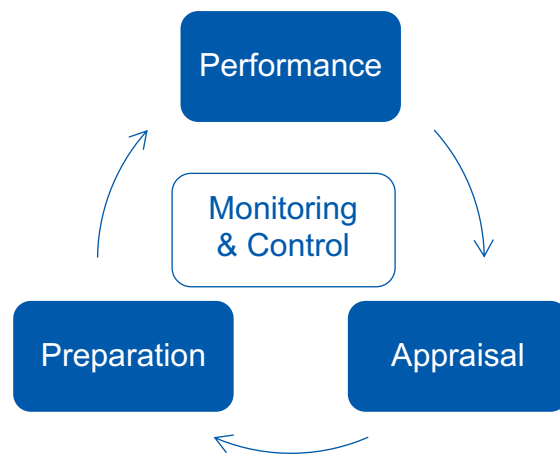 Performance
Monitoring
& Control
Preparation
Appraisal